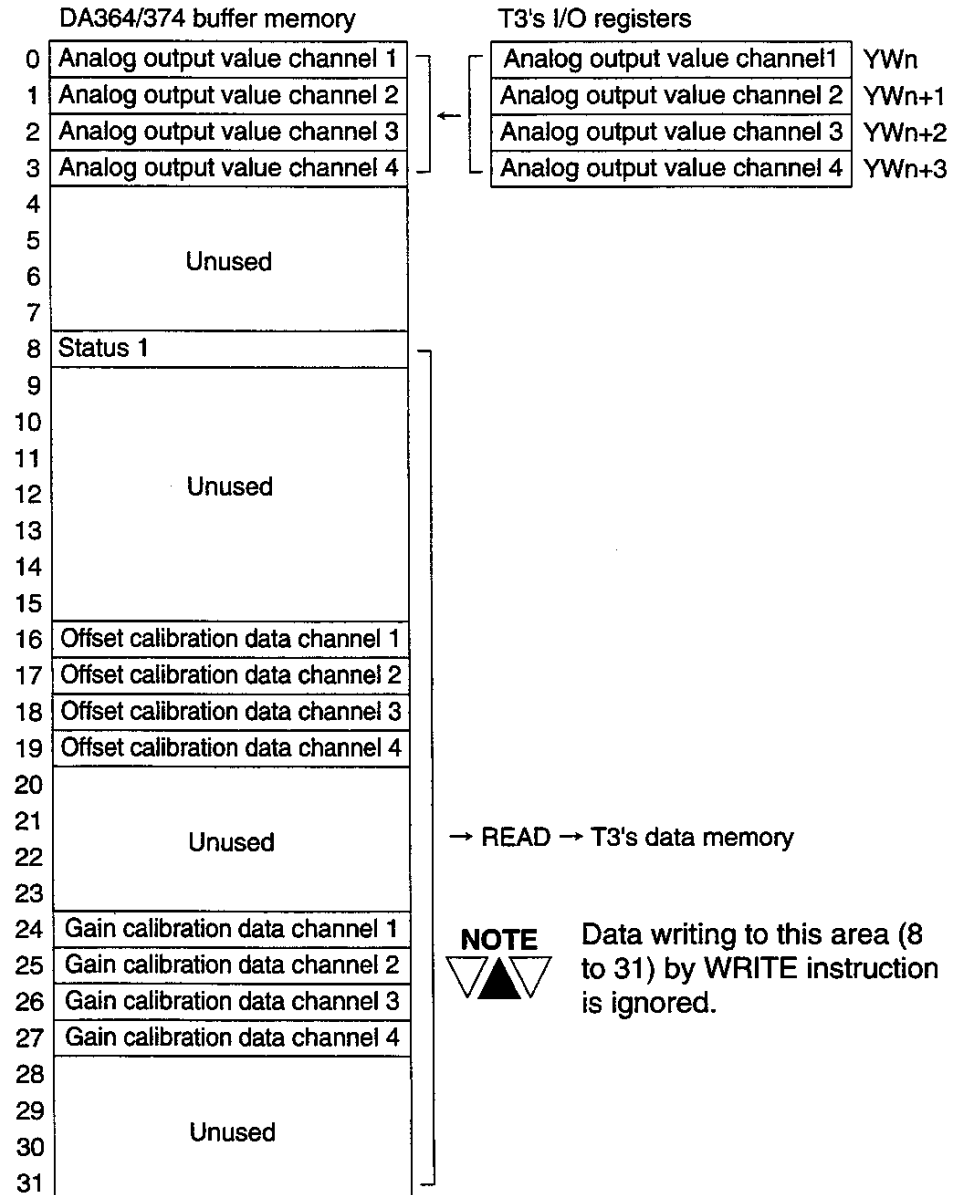 DA364/374 buffer memory T3's I/O registers
0 Analog output value channel 1 Analog output value channel1 YWn
1 Analog output value channel 2 ← Analog output value channel 2 YWn+1
2 Analog output value channel 3 Analog output value channel 3 YWn+2
3 Analog output value channel 4 Analog output value channel 4 YWn+3
4
5
Unused
6
7
8 Status 1
9
10
11
12 Unused
13
14
15
16 Offset calibration data channel 1
17 Offset calibration data channel 2
18 Offset calibration data channel 3
19 Offset calibration data channel 4
20
21
Unused → READ → T3's data memory
22
23
24 Gain calibration data channel 1
25 Gain calibration data channel 2
26 Gain calibration data channel 3
27 Gain calibration data channel 4
NOTE Data writing to this area (8
to 31) by WRITE instruction
is ignored.
28
29
30 Unused
31